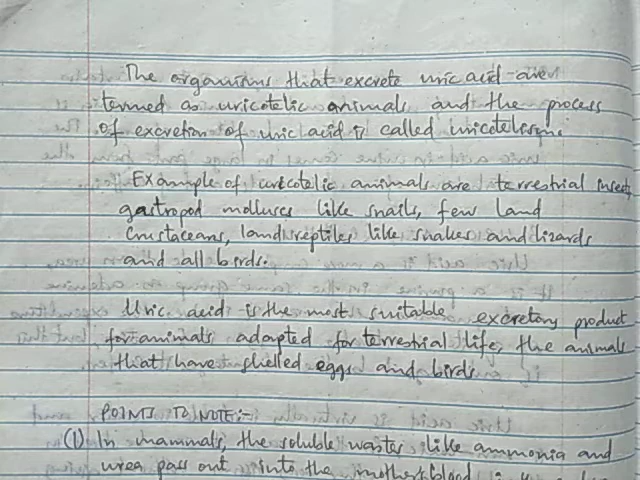 The organisms that excrete uric acid are
termed as uricotelic animals and the process
of excretion of uric acid is called uricotelism.
Example of uricotelic animals are terrestrial insects,
gastropod molluscs like snails, few land
crustaceans, land reptiles like snakes and lizards
and all birds.
Uric acid is the most suitable excretory product
for animals adapted for terrestrial life, the animals
that have shelled eggs and birds.
POINTS TO NOTE:-
(1) In mammals, the soluble wastes like ammonia and
urea pass out into the mother's blood